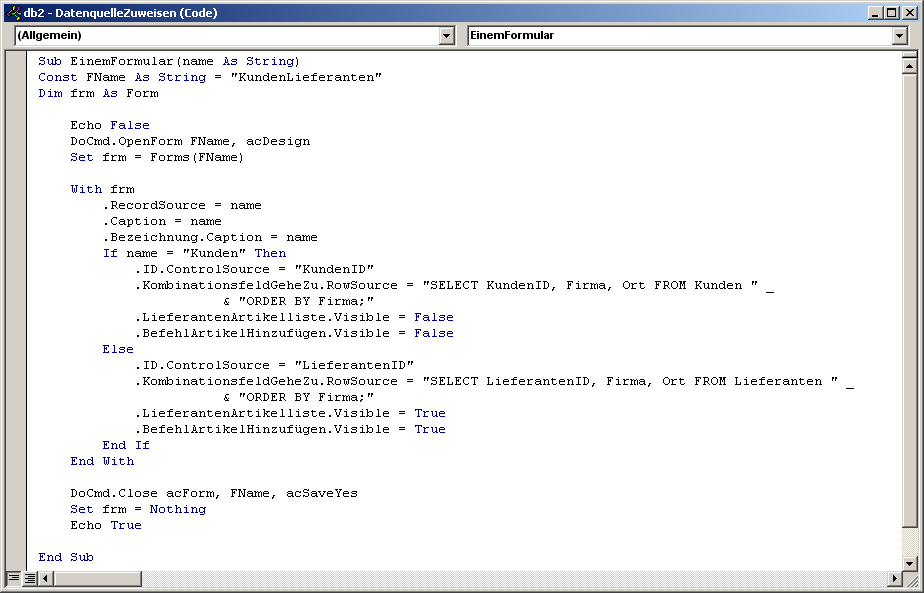 db2 - DatenquelleZuweisen (Code)
(Allgemein) EinemFormular
Sub EinemFormular(name As String)
Const FName As String = "KundenLieferanten"
Dim frm As Form
Echo False
DoCmd.OpenForm FName, acDesign
Set frm = Forms(FName)
With frm
.RecordSource = name
.Caption = name
.Bezeichnung.Caption = name
If name = "Kunden" Then
.ID.ControlSource = "KundenID"
.KombinationsfeldGeheZu.RowSource = "SELECT KundenID, Firma, Ort FROM Kunden " _
& "ORDER BY Firma;"
.LieferantenArtikelliste.Visible = False
.BefehlArtikelHinzufügen.Visible = False
Else
.ID.ControlSource = "LieferantenID"
.KombinationsfeldGeheZu.RowSource = "SELECT LieferantenID, Firma, Ort FROM Lieferanten " _
& "ORDER BY Firma;"
.LieferantenArtikelliste.Visible = True
.BefehlArtikelHinzufügen.Visible = True
End If
End With
DoCmd.Close acForm, FName, acSaveYes
Set frm = Nothing
Echo True
End Sub